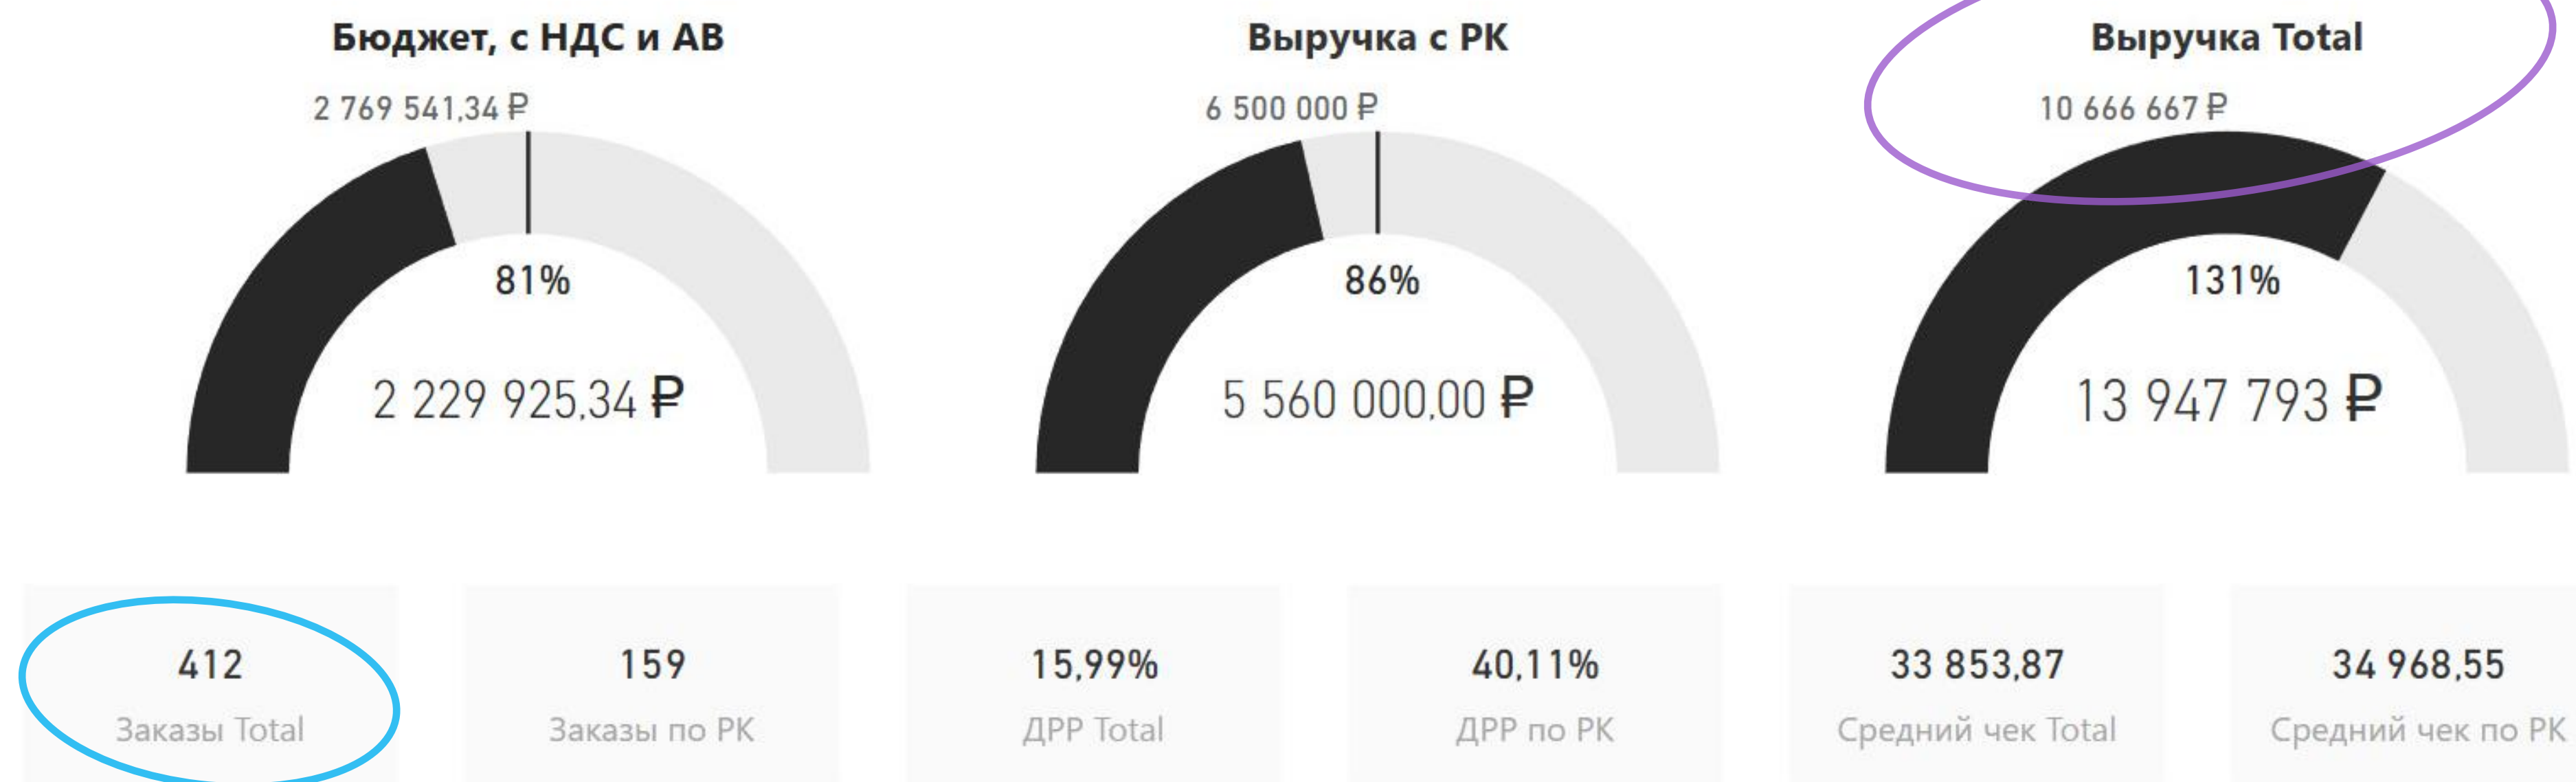 Бюджет, с НДС и АВ
2 769 541,34 ₽
81%
2 229 925,34 ₽
Выручка с РК
6 500 000 ₽
86%
5 560 000,00 ₽
Выручка Total
10 666 667 ₽
131%
13 947 793 ₽
412
Заказы Total
159
Заказы по РК
15,99%
ДРР Total
40,11%
ДРР по РК
33 853,87
Средний чек Total
34 968,55
Средний чек по РК